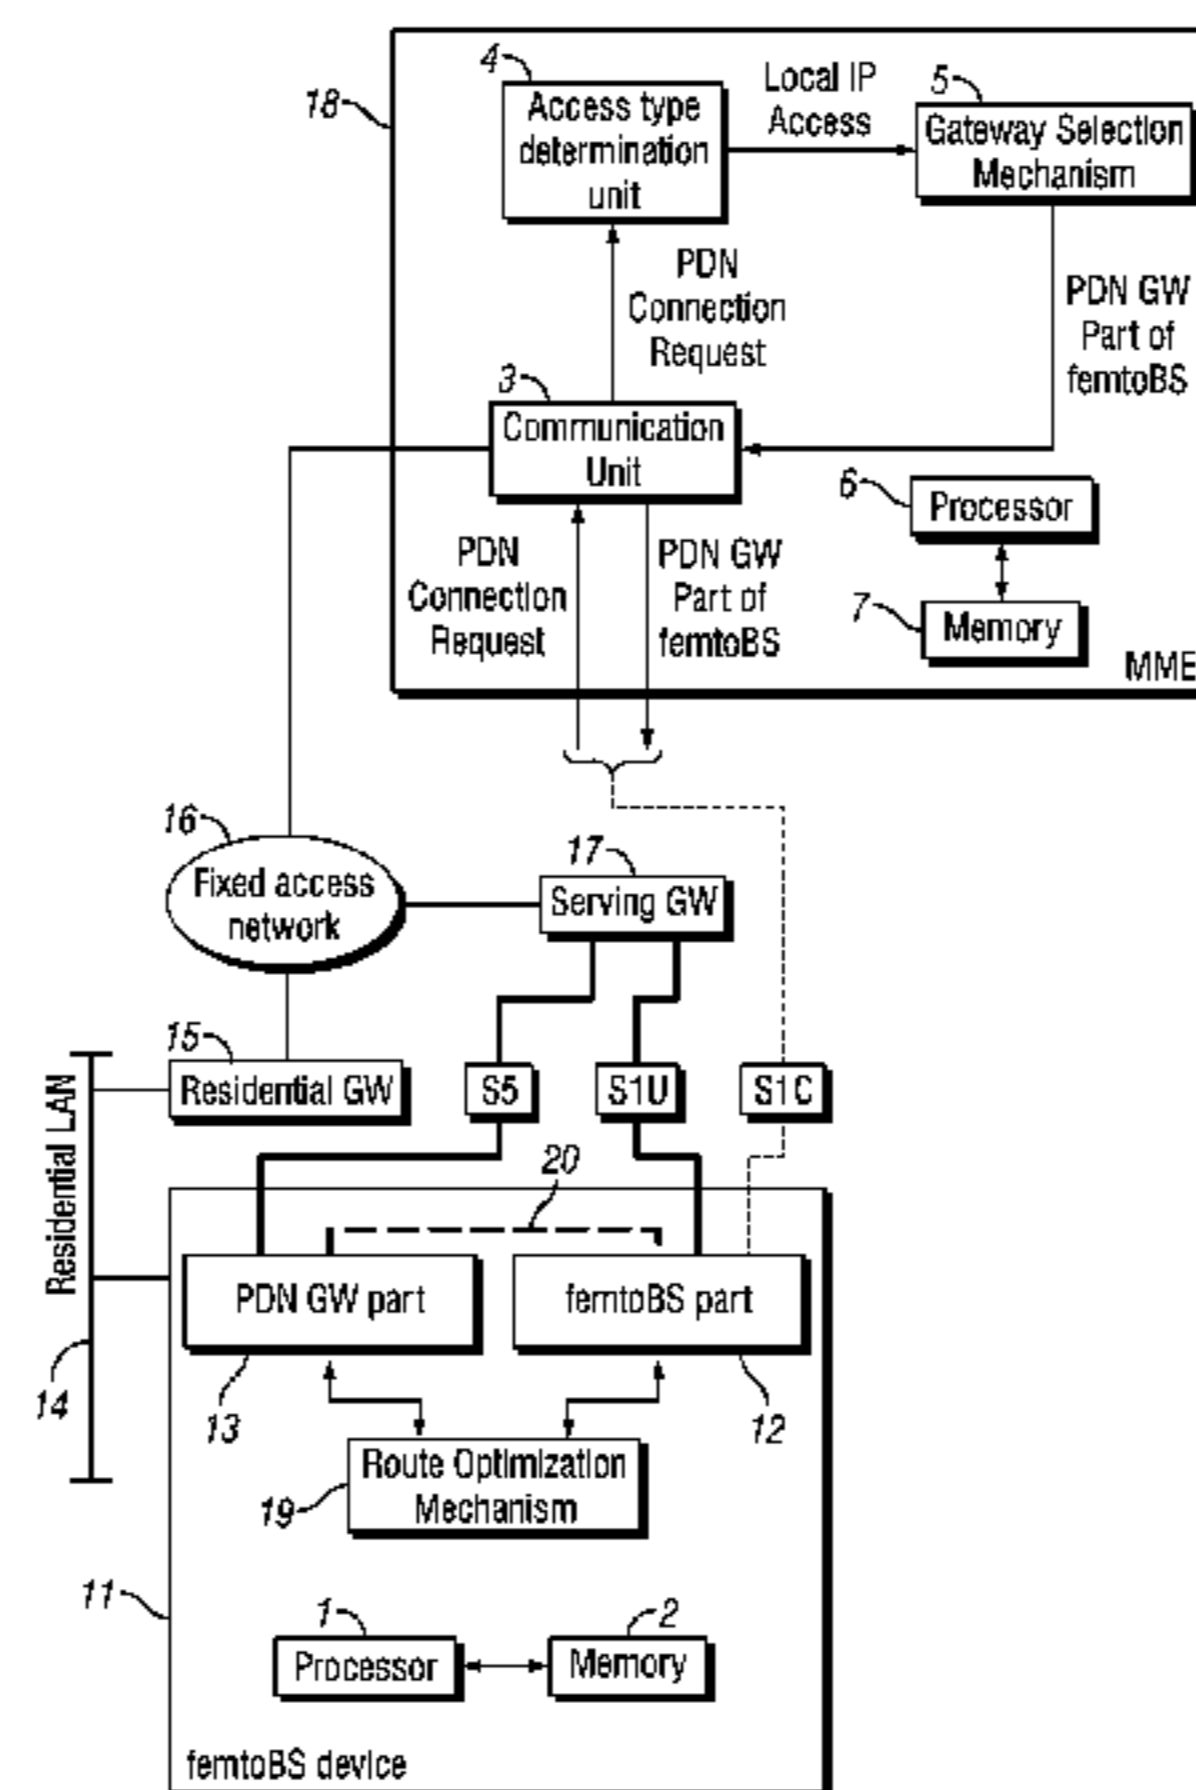 4
Access type
determination
unit
Local IP
Access
5
Gateway Selection
Mechanism
18
PDN
Connection
Request
PDN GW
Part of
femtoBS
3
Communication
Unit
6
Processor
7
Memory
MME
PDN
Connection
Request
PDN GW
Part of
femtoBS
16
Fixed access
network
17
Serving GW
15
Residential GW
S5
S1U
S1C
Residential LAN
20
PDN GW part
femtoBS part
14
13
12
Route Optimization
Mechanism
19
11
1
Processor
2
Memory
femtoBS device